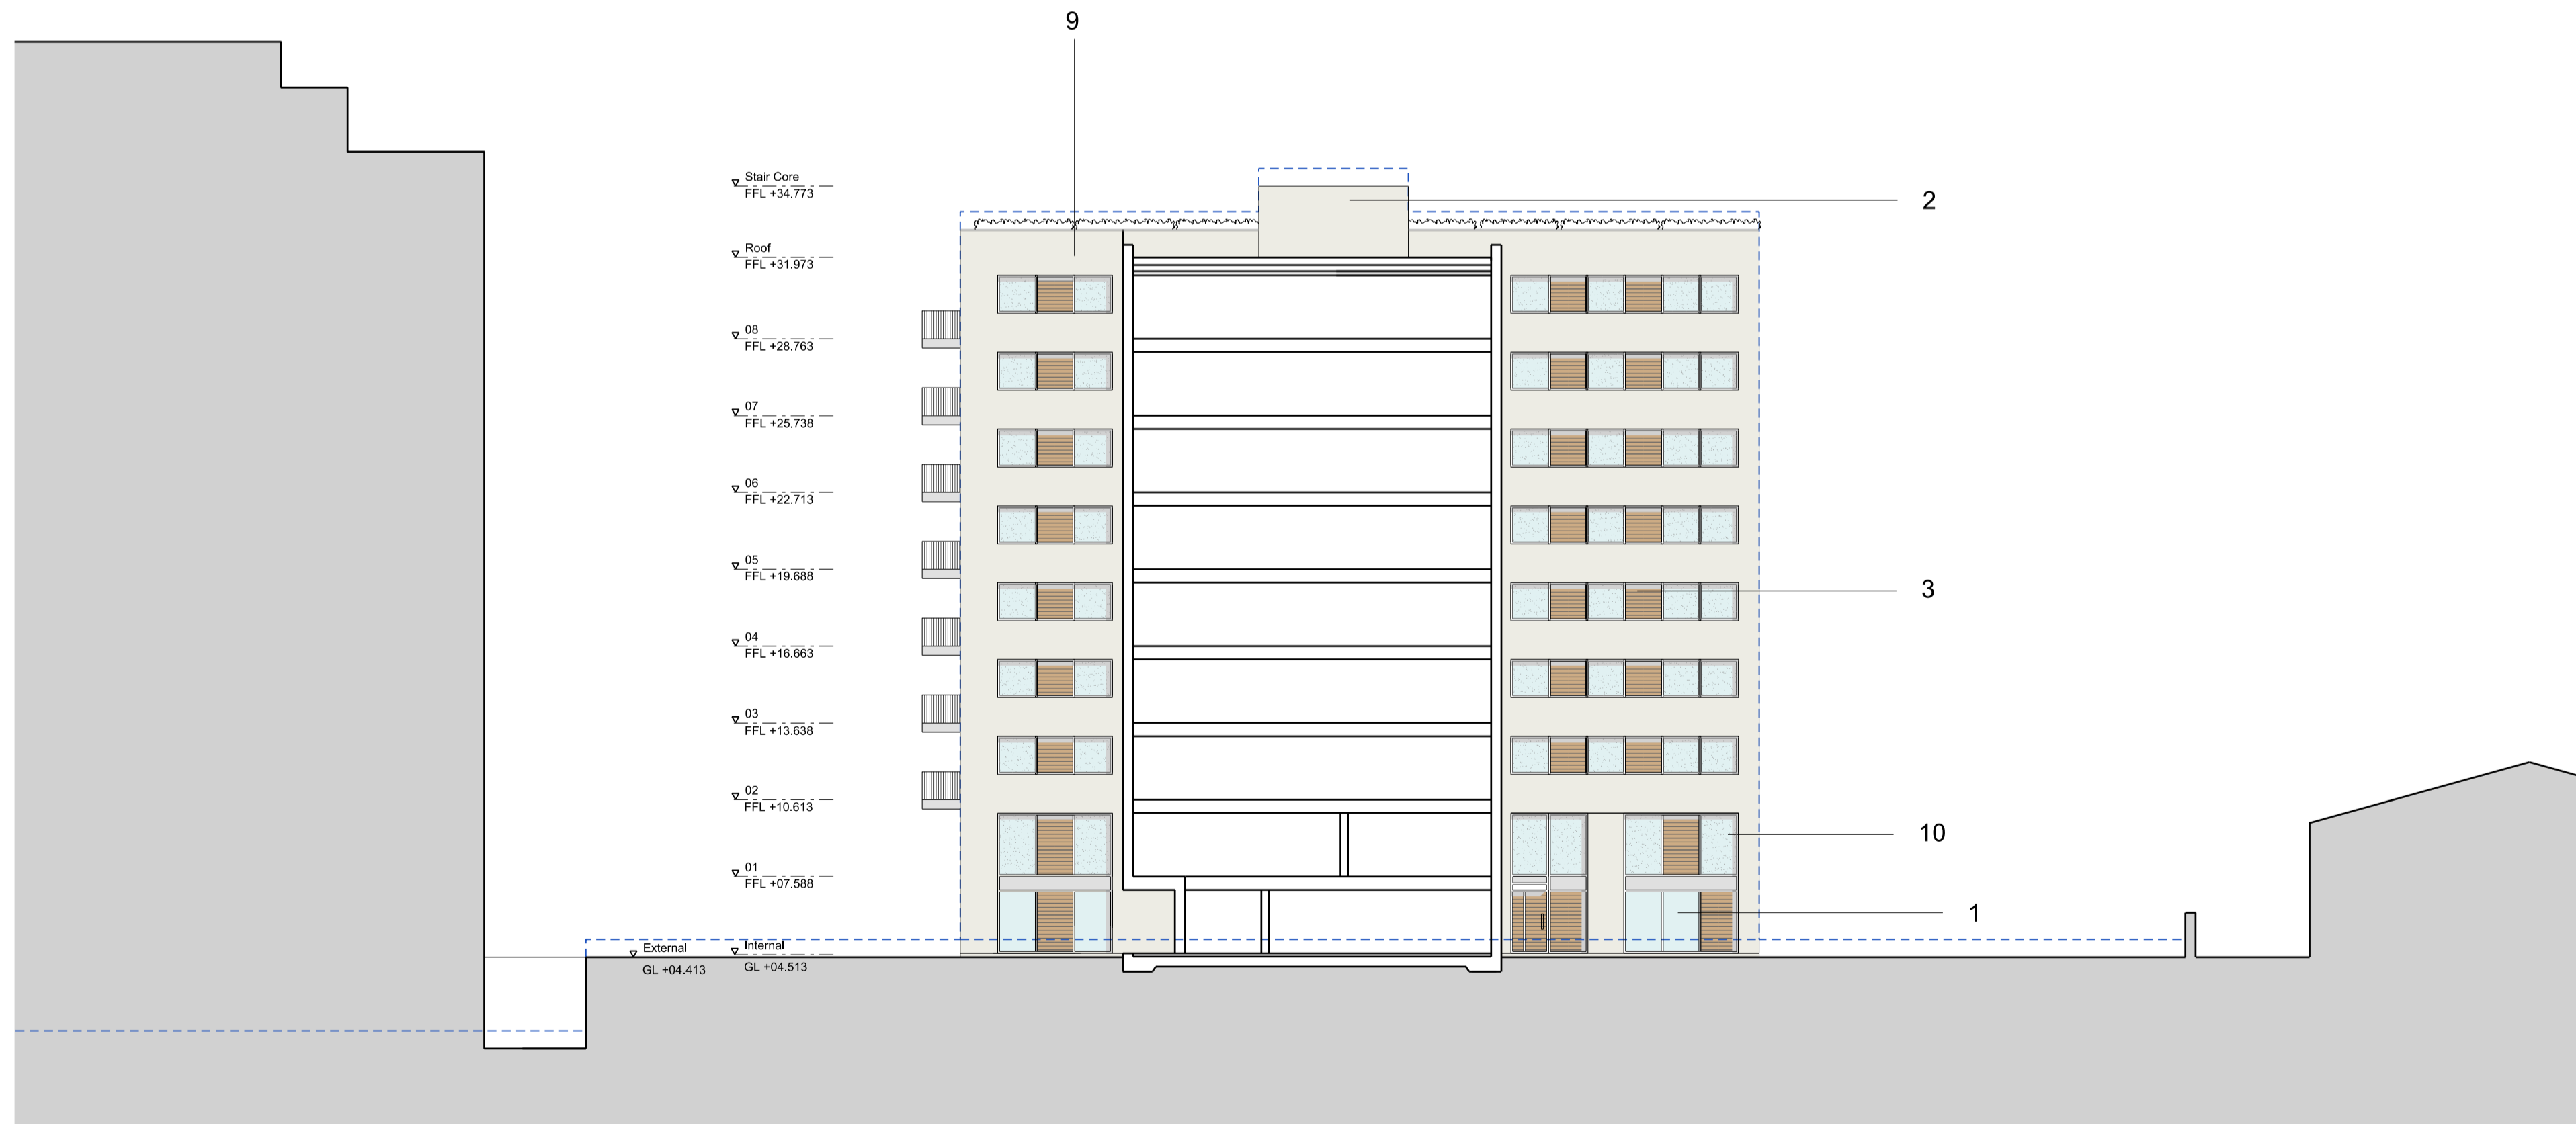 9
Stair Core
FFL +34.773
2
Roof
FFL +31.973
08
FFL +28.763
07
FFL +25.738
06
FFL +22.713
05
FFL +19.688
3
04
FFL +16.663
03
FFL +13.638
02
FFL +10.613
10
01
FFL +07.588
1
External
GL +04.413
Internal
GL +04.513